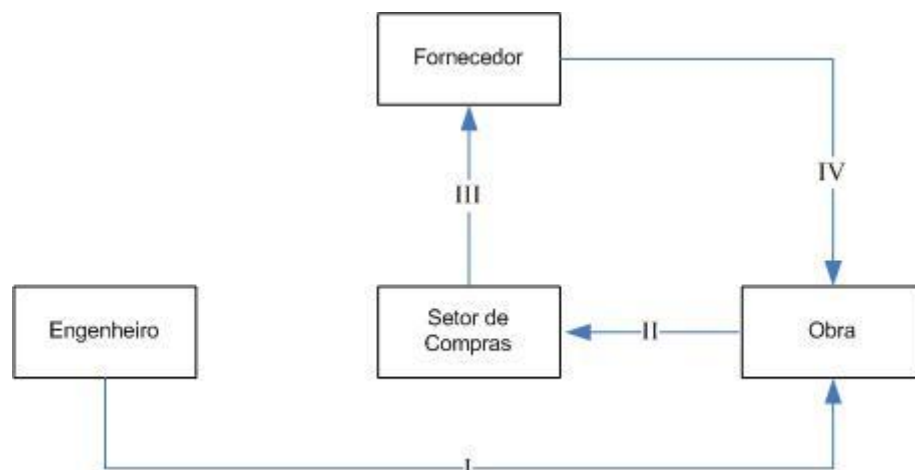 Fornecedor
IV
III
Engenheiro
Setor de
Compras
II
Obra
I